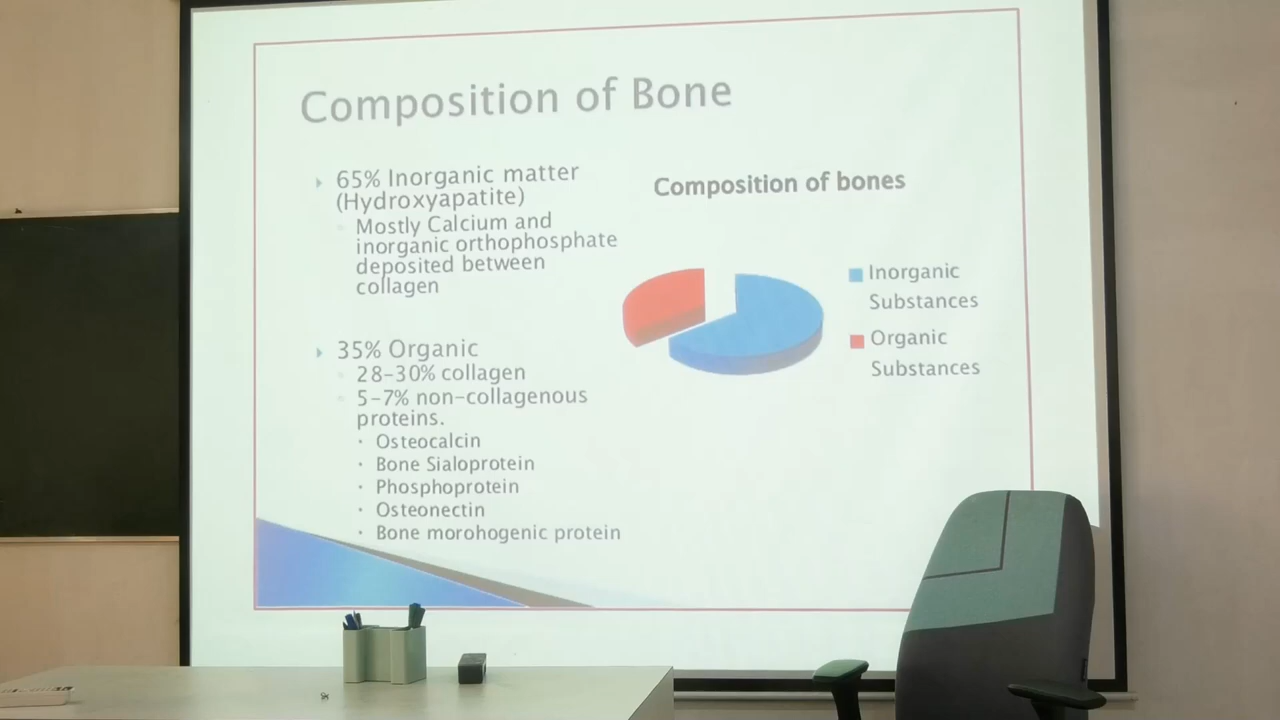 Composition of Bone
65% Inorganic matter
(Hydroxyapatite)
Mostly Calcium and
inorganic orthophosphate
deposited between
collagen
35% Organic
28-30% collagen
5-7% non-collagenous
proteins.
Osteocalcin
Bone Sialoprotein
Phosphoprotein
Osteonectin
Bone morohogenic protein
Composition of bones
Inorganic
Substances
Organic
Substances